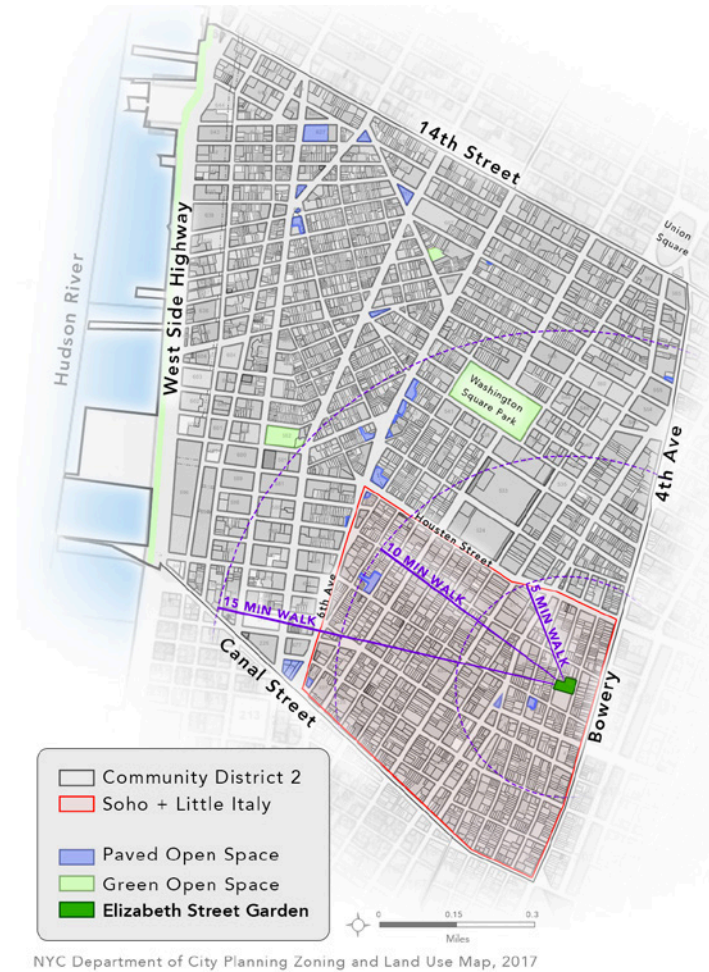 14th Street
Union
Square
Hudson River
West Side Highway
Washington
Square Park
4th Ave
Housten Street
10 MIN WALK
5 MIN WALK
6th Ave
15 MIN WALK
Canal Street
Bowery
Community District 2
Soho + Little Italy
Paved Open Space
Green Open Space
Elizabeth Street Garden
0 0.15 0.3
Miles
NYC Department of City Planning Zoning and Land Use Map, 2017